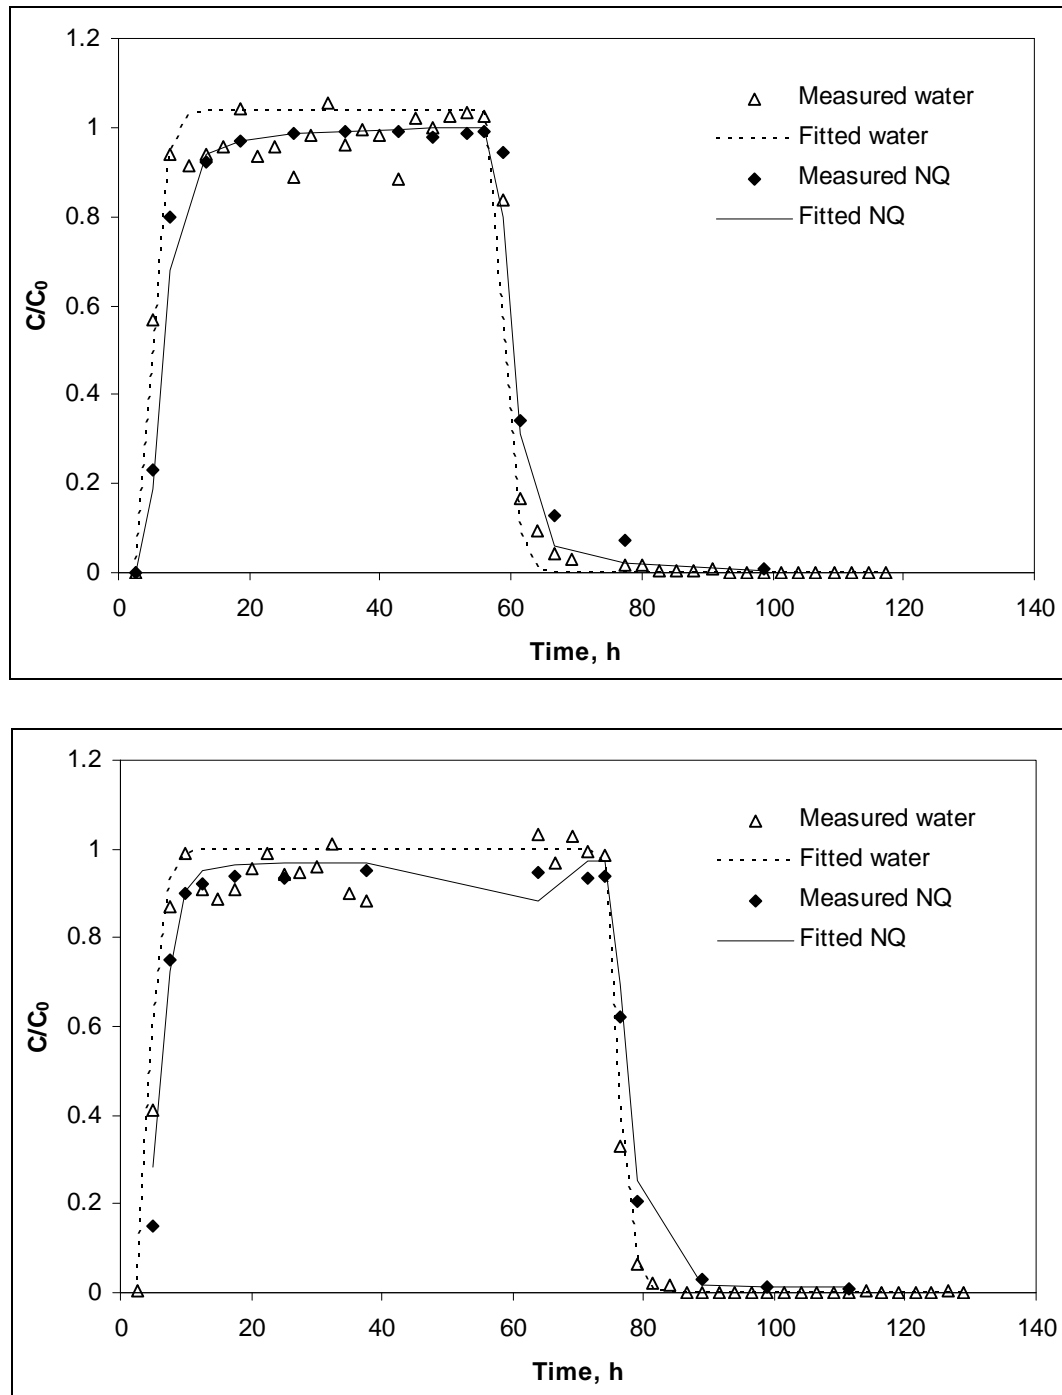 1.2
1
0.8
0.6
0.4
0.2
0
C/C₀
0 20 40 60 80 100 120 140
Time, h
Measured water
Fitted water
Measured NQ
Fitted NQ
1.2
1
0.8
0.6
0.4
0.2
0
C/C₀
0 20 40 60 80 100 120 140
Time, h
Measured water
Fitted water
Measured NQ
Fitted NQ